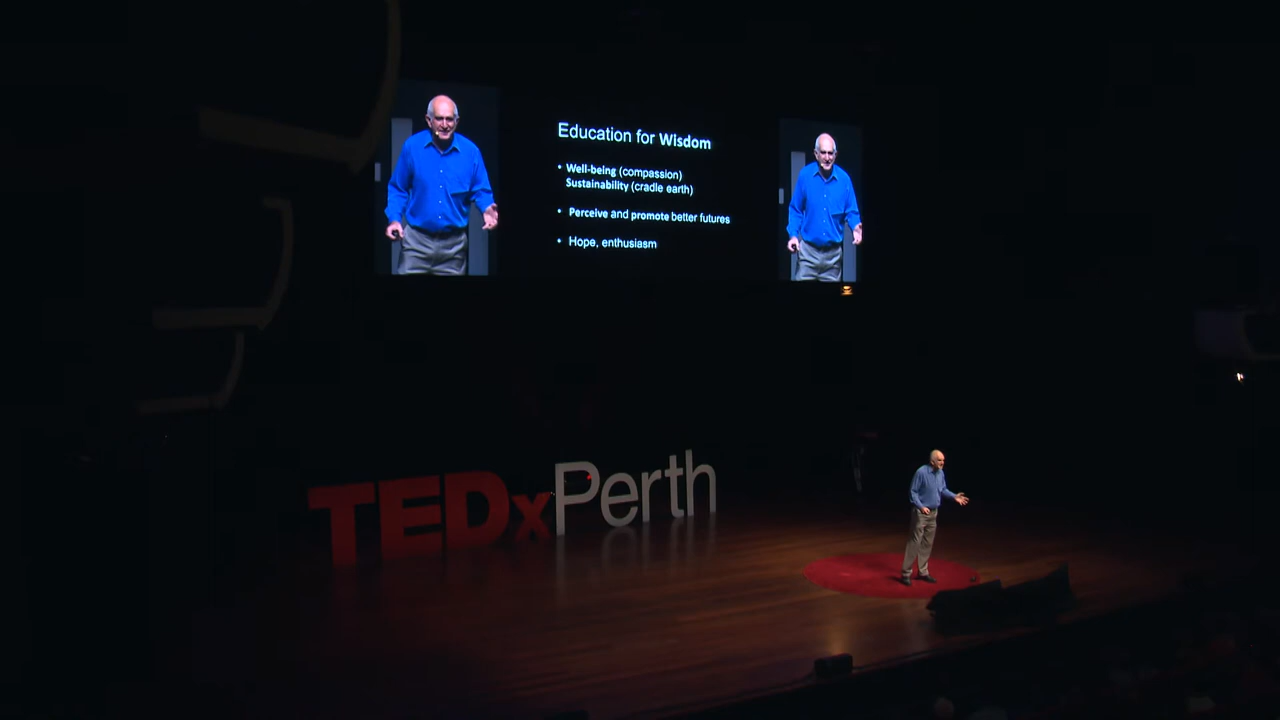 Education for Wisdom
• Well-being (compassion)
Sustainability (cradle earth)
• Perceive and promote better futures
• Hope, enthusiasm
TEDxPerth